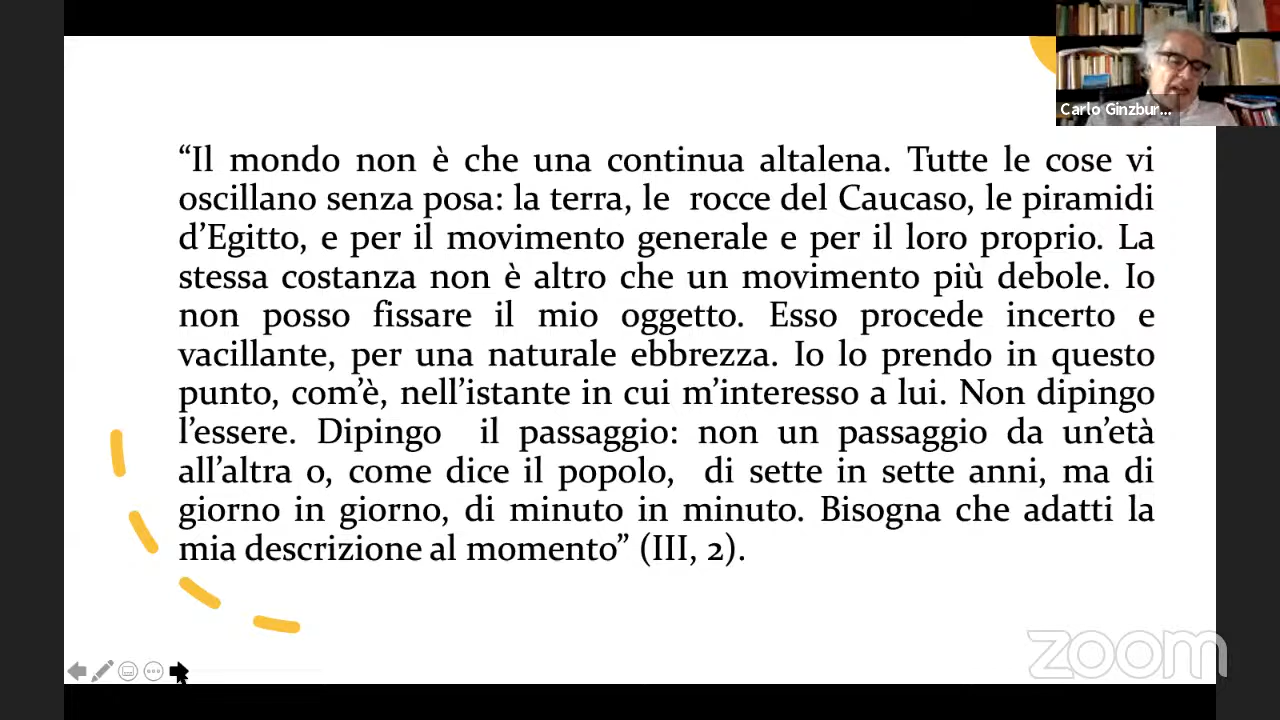 Carlo Ginzbur...
“Il mondo non è che una continua altalena. Tutte le cose vi
oscillano senza posa: la terra, le rocce del Caucaso, le piramidi
d’Egitto, e per il movimento generale e per il loro proprio. La
stessa costanza non è altro che un movimento più debole. Io
non posso fissare il mio oggetto. Esso procede incerto e
vacillante, per una naturale ebbrezza. Io lo prendo in questo
punto, com’è, nell’istante in cui m’interesso a lui. Non dipingo
l’essere. Dipingo il passaggio: non un passaggio da un’età
all’altra o, come dice il popolo, di sette in sette anni, ma di
giorno in giorno, di minuto in minuto. Bisogna che adatti la
mia descrizione al momento” (III, 2).
zoom